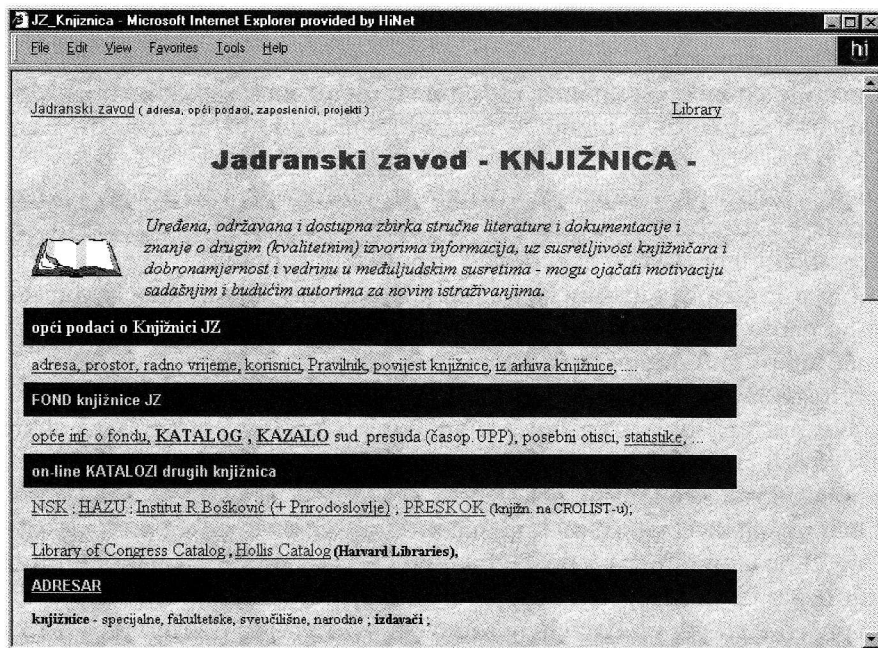 JZ_Knjiznica - Microsoft Internet Explorer provided by HiNet
File Edit View Favorites Tools Help
hi
Jadranski zavod ( adresa, opći podaci, zaposlenici, projekti ) Library
Jadranski zavod - KNJIŽNICA -
Uređena, održavana i dostupna zbirka stručne literature i dokumentacije i
znanje o drugim (kvalitetnim) izvorima informacija, uz susretljivost knjižničara i
dobronamjernost i vedrinu u međuljudskim susretima - mogu ojačati motivaciju
sadašnjim i budućim autorima za novim istraživanjima.
opći podaci o Knjižnici JZ
adresa, prostor, radno vrijeme, korisnici, Pravilnik, povijest knjižnice, iz arhiva knjižnice, .....
FOND knjižnice JZ
opće inf. o fondu, KATALOG , KAZALO sud. presuda (časop.UPP), posebni otisci, statistike, ...
on-line KATALOZI drugih knjižnica
NSK ; HAZU ; Institut R.Bošković (+ Prirodoslovlje) ; PRESKOK (knjižn. na CROLIST-u);
Library of Congress Catalog , Hollis Catalog (Harvard Libraries),
ADRESAR
knjižnice - specijalne, fakultetske, sveučilišne, narodne ; izdavači ;